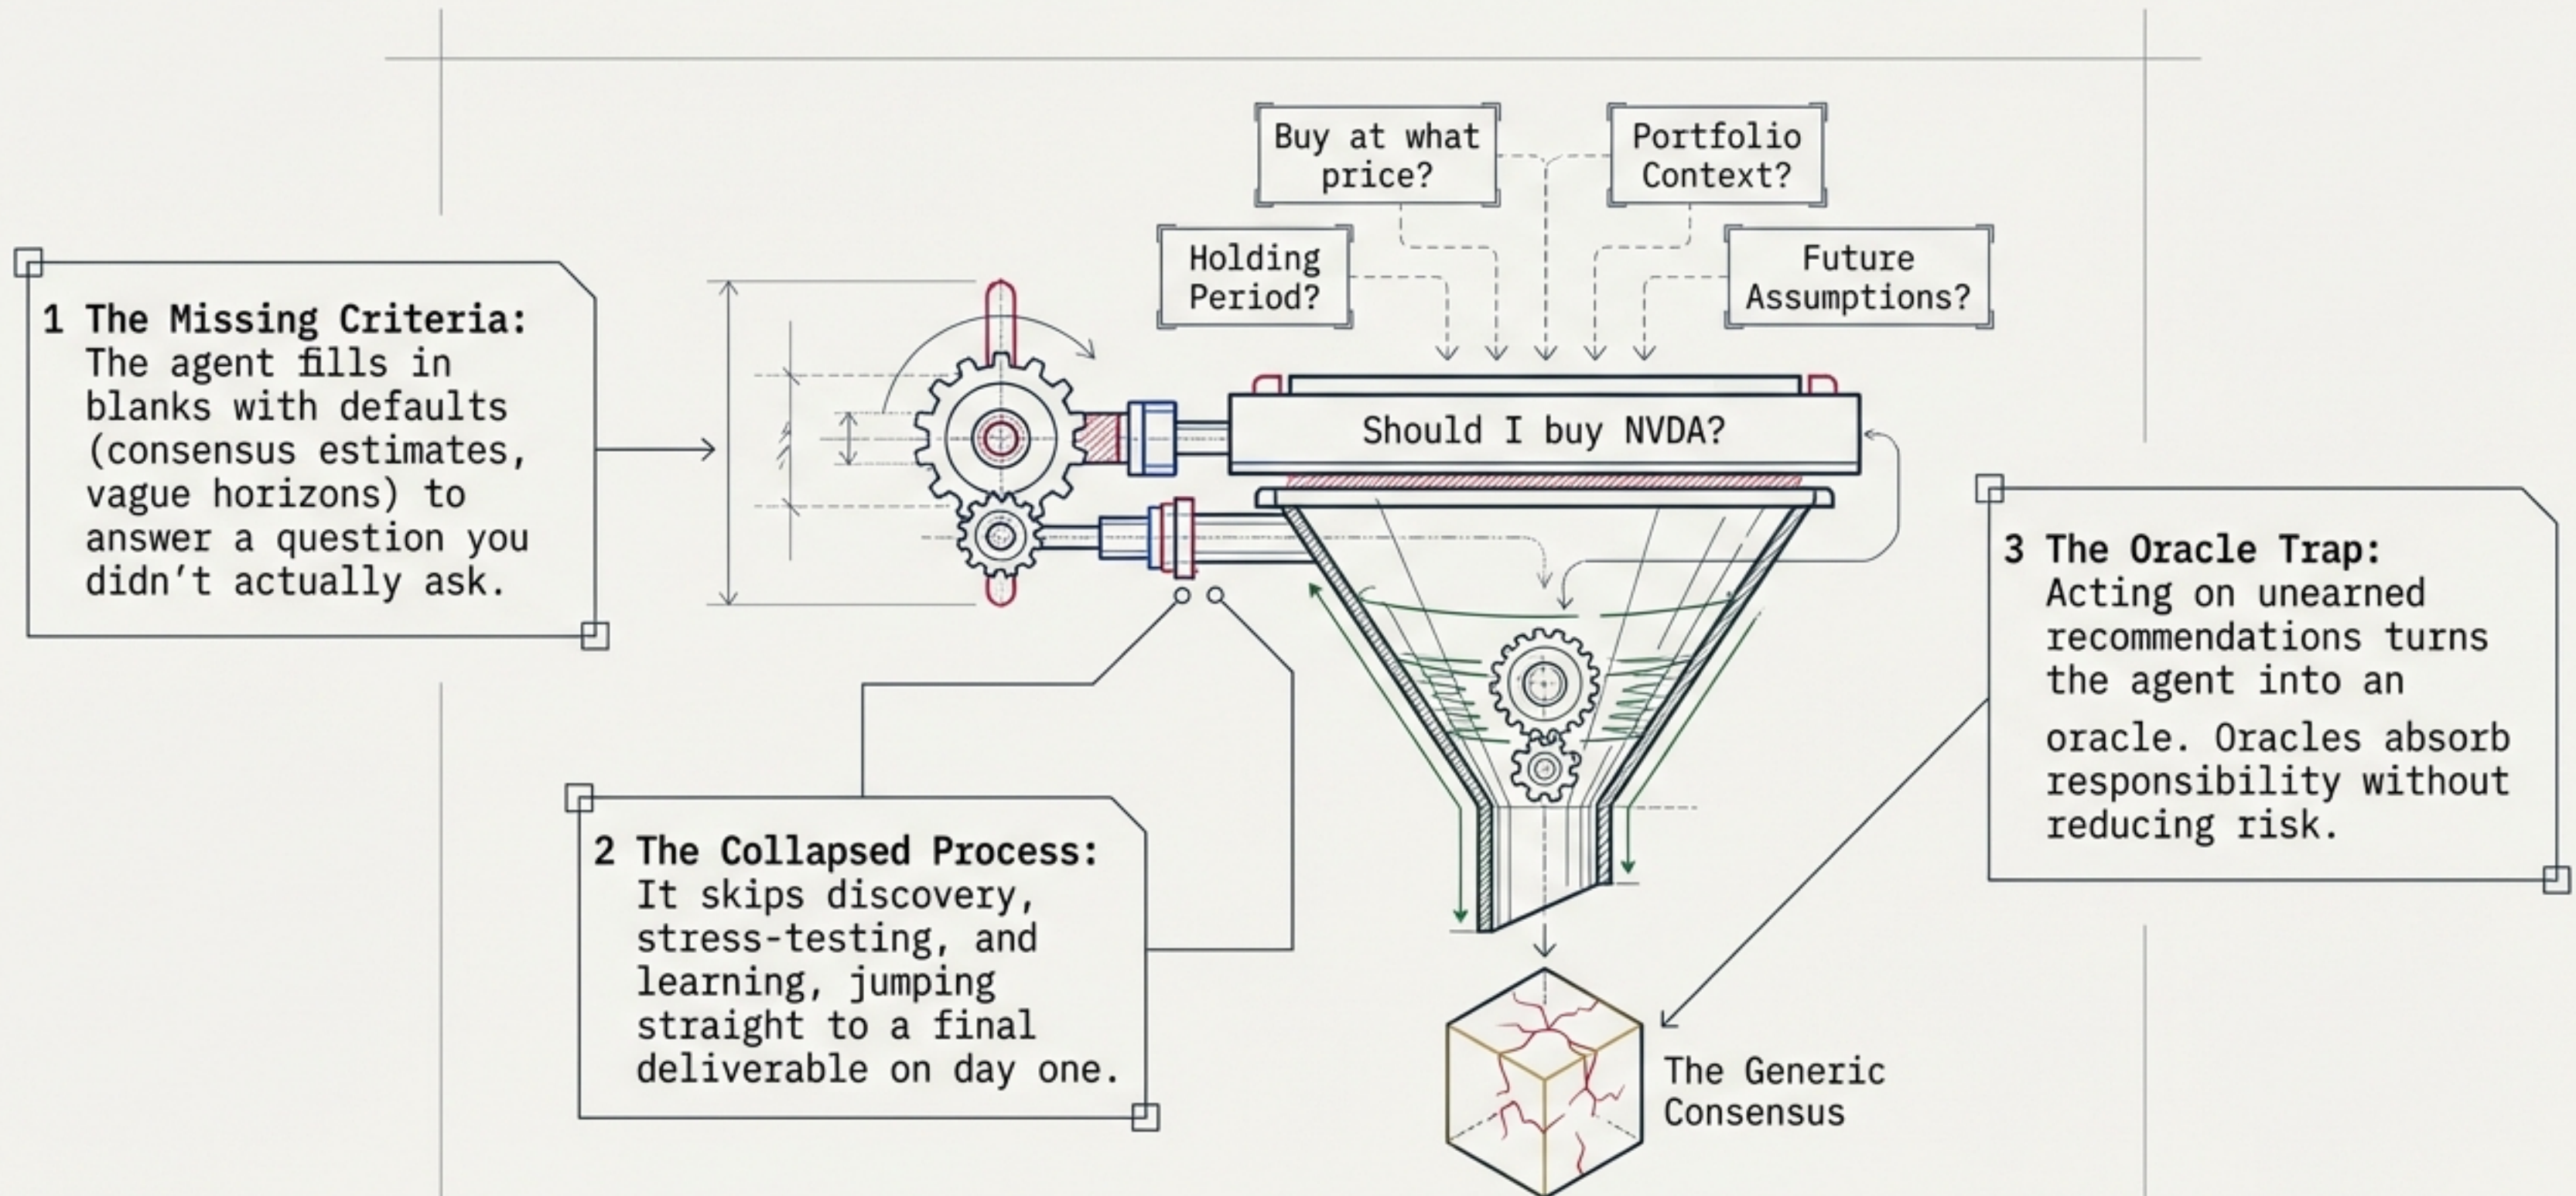 Buy at what
price?
Portfolio
Context?
Holding
Period?
Future
Assumptions?
1 The Missing Criteria:
The agent fills in
blanks with defaults
(consensus estimates,
vague horizons) to
answer a question you
didn’t actually ask.
Should I buy NVDA?
3 The Oracle Trap:
Acting on unearned
recommendations turns
the agent into an
oracle. Oracles absorb
responsibility without
reducing risk.
2 The Collapsed Process:
It skips discovery,
stress-testing, and
learning, jumping
straight to a final
deliverable on day one.
The Generic
Consensus